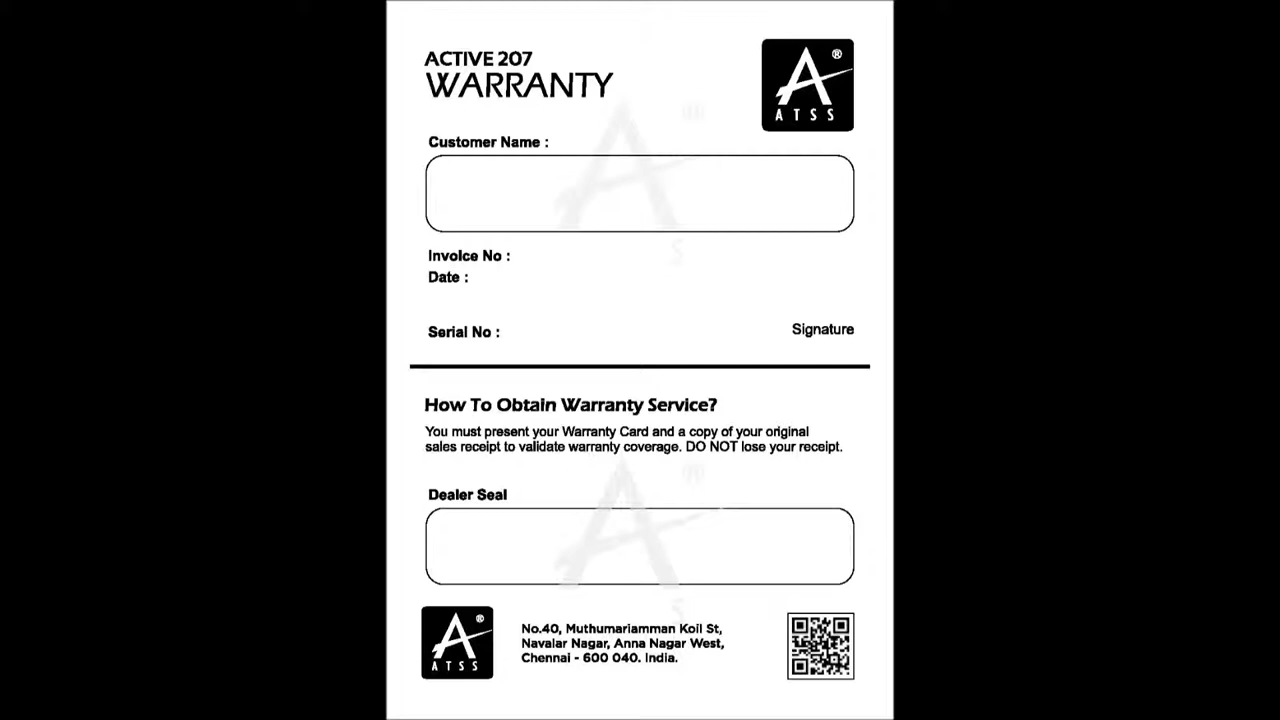 ACTIVE 207
WARRANTY
®
ATSS
Customer Name :
Invoice No :
Date :
Serial No :
Signature
How To Obtain Warranty Service?
You must present your Warranty Card and a copy of your original
sales receipt to validate warranty coverage. DO NOT lose your receipt.
Dealer Seal
®
ATSS
No.40, Muthumariamman Koil St,
Navalar Nagar, Anna Nagar West,
Chennai - 600 040. India.